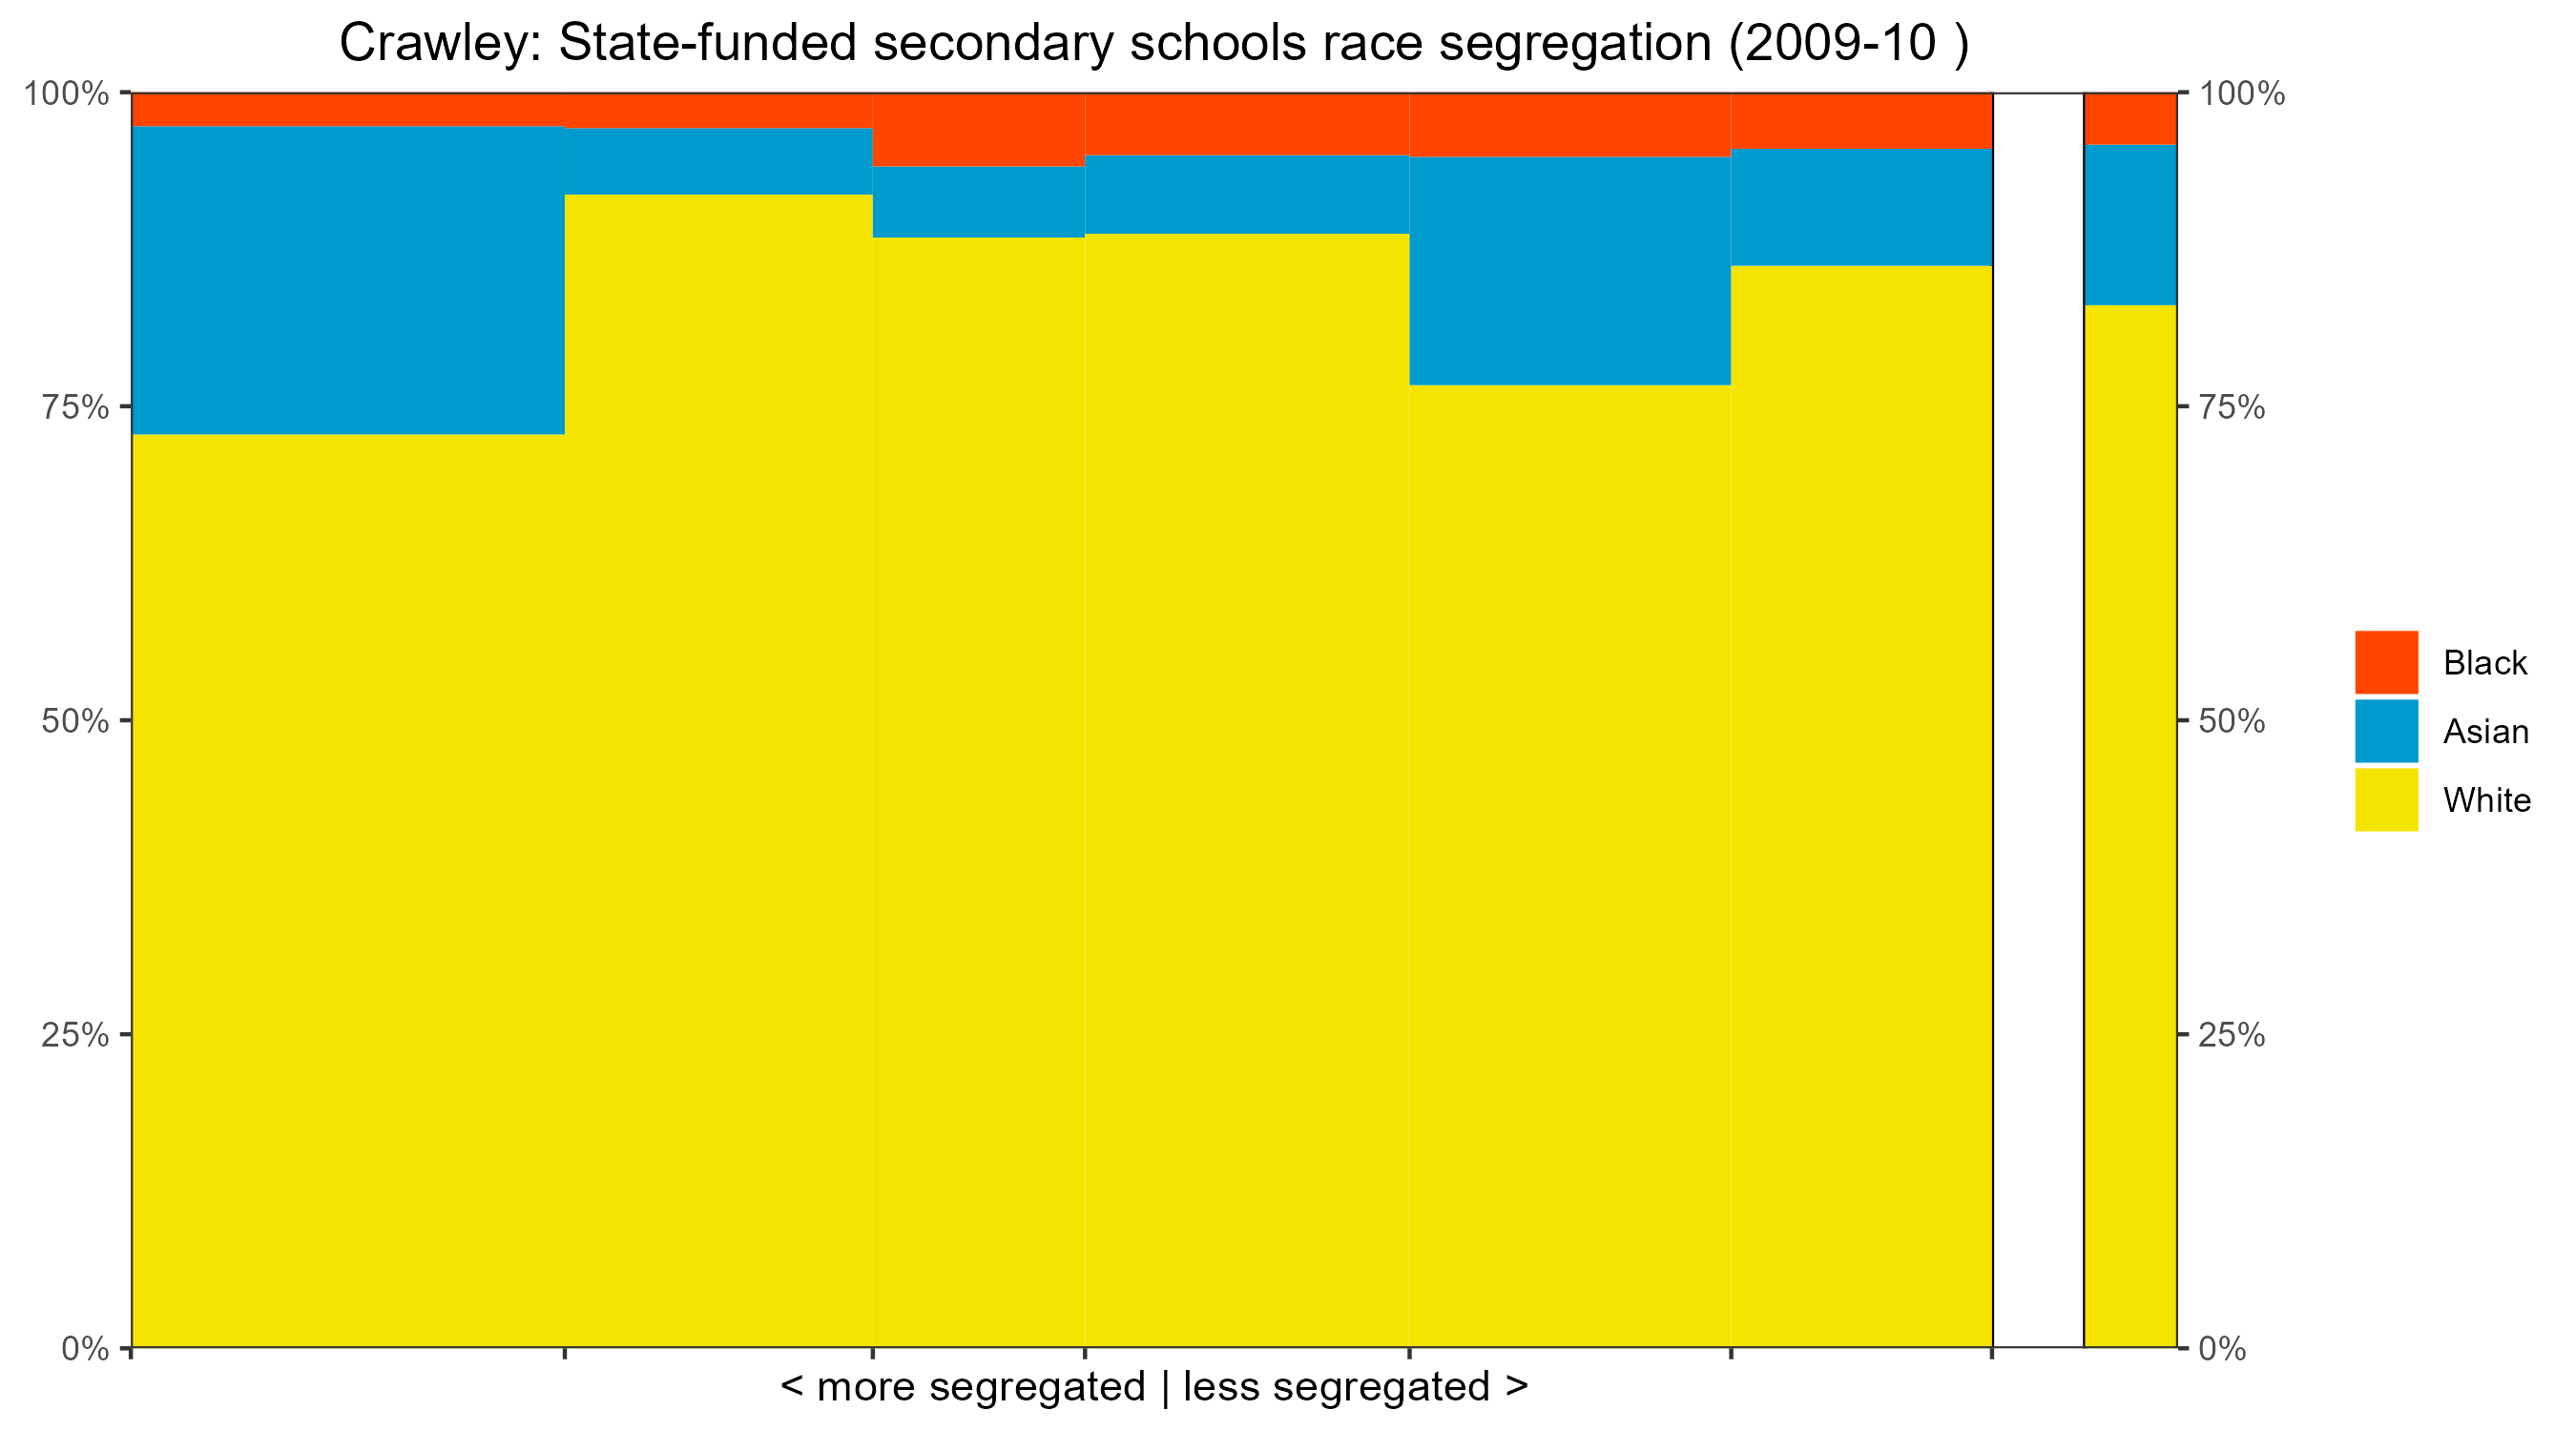 Crawley: State-funded secondary schools race segregation (2009-10 )
100%
75%
50%
25%
0%
100%
75%
50%
25%
0%
Black
Asian
White
< more segregated | less segregated >